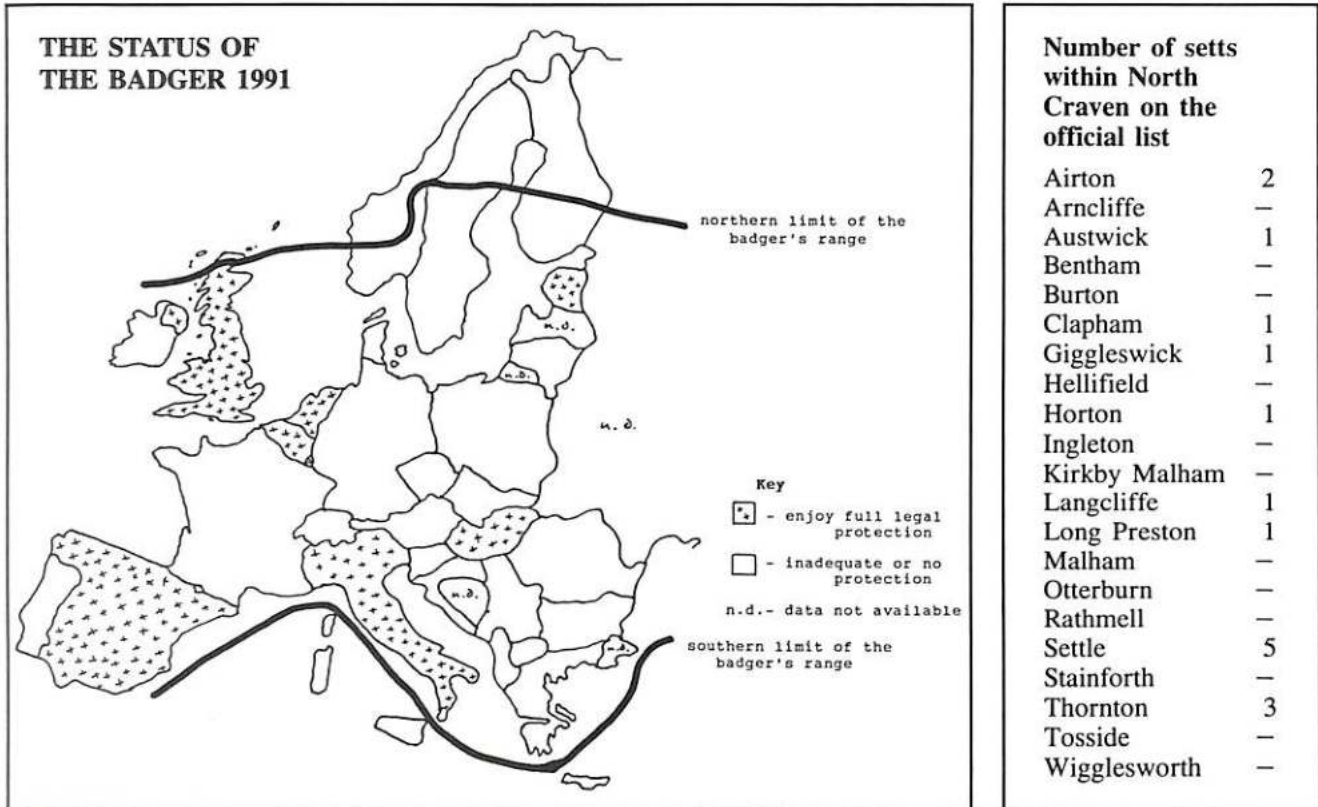 THE STATUS OF
THE BADGER 1991
northern limit of the
badger's range
n.d.
n.d.
n.d.
Key
- enjoy full legal
protection
- inadequate or no
protection
n.d.
n.d.- data not available
n.d.
southern limit of the
badger's range
Number of setts
within North
Craven on the
official list
Airton 2
Arncliffe –
Austwick 1
Bentham –
Burton –
Clapham 1
Giggleswick 1
Hellifield –
Horton 1
Ingleton –
Kirkby Malham –
Langcliffe 1
Long Preston 1
Malham –
Otterburn –
Rathmell –
Settle 5
Stainforth –
Thornton 3
Tosside –
Wigglesworth –